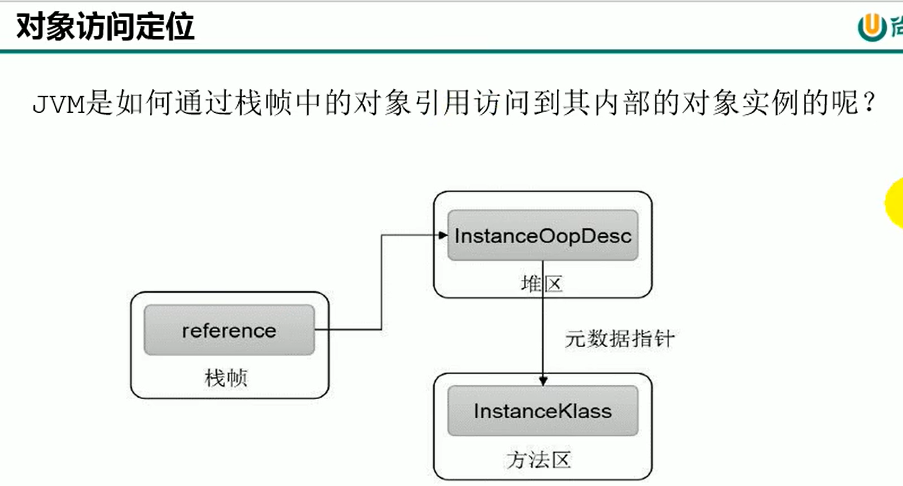 对象访问定位
JVM是如何通过栈帧中的对象引用访问到其内部的对象实例的呢？
InstanceOopDesc
堆区
reference
栈帧
元数据指针
InstanceKlass
方法区